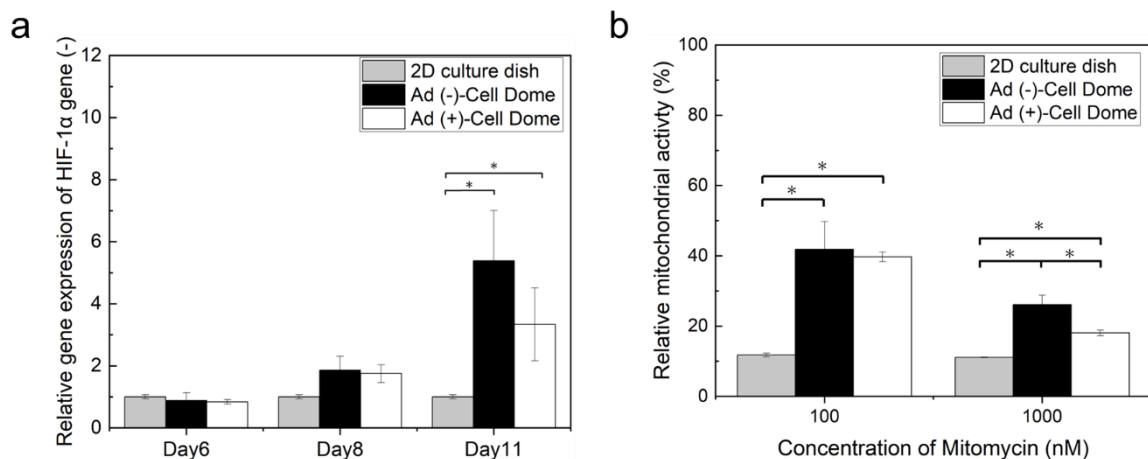 a
Relative gene expression of HIF-1α gene (-)
12
10
8
6
4
2
0
2D culture dish
Ad (-)-Cell Dome
Ad (+)-Cell Dome
*
*
Day6
Day8
Day11
b
Relative mitochondrial activty (%)
100
80
60
40
20
0
2D culture dish
Ad (-)-Cell Dome
Ad (+)-Cell Dome
*
*
*
*
*
100
1000
Concentration of Mitomycin (nM)